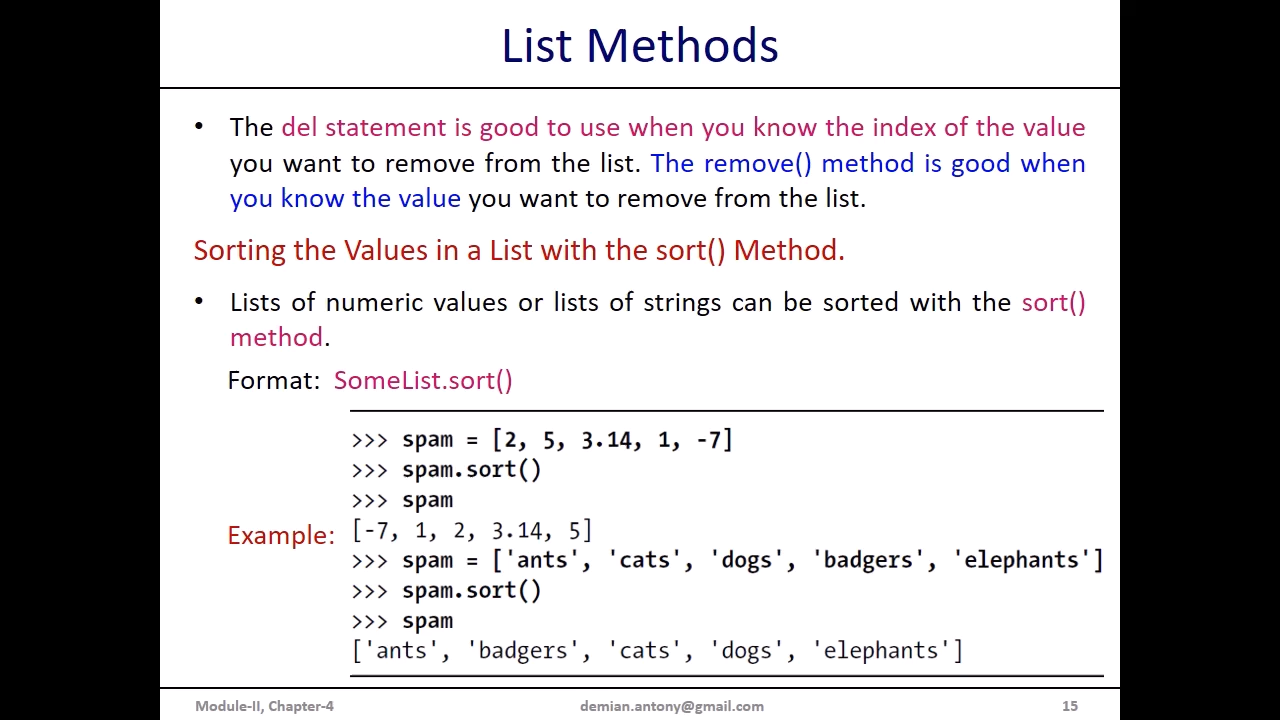 List Methods
• The del statement is good to use when you know the index of the value
you want to remove from the list. The remove() method is good when
you know the value you want to remove from the list.
Sorting the Values in a List with the sort() Method.
• Lists of numeric values or lists of strings can be sorted with the sort()
method.
Format: SomeList.sort()
>>> spam = [2, 5, 3.14, 1, -7]
>>> spam.sort()
>>> spam
Example: [-7, 1, 2, 3.14, 5]
>>> spam = ['ants', 'cats', 'dogs', 'badgers', 'elephants']
>>> spam.sort()
>>> spam
['ants', 'badgers', 'cats', 'dogs', 'elephants']
Module-II, Chapter-4 demian.antony@gmail.com 15